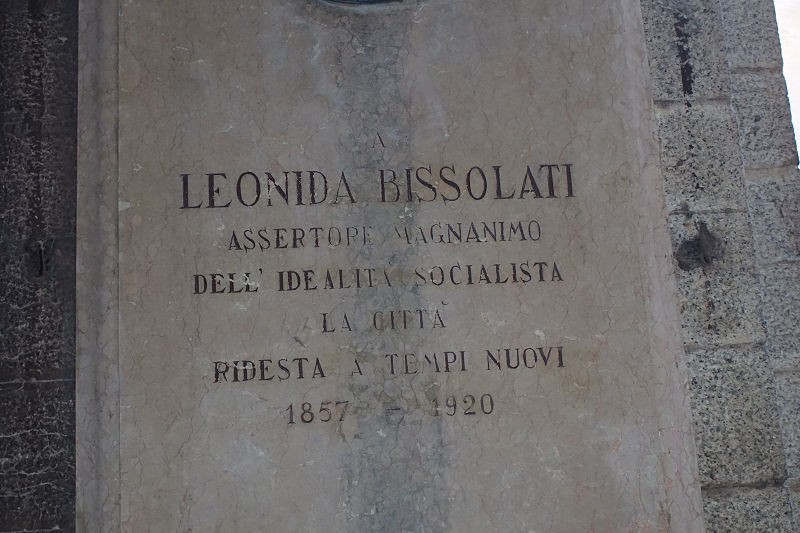 A
LEONIDA BISSOLATI
ASSERTORE MAGNANIMO
DELL' IDEALITÀ SOCIALISTA
LA CITTÀ
RIDESTA A TEMPI NUOVI
1857 - 1920